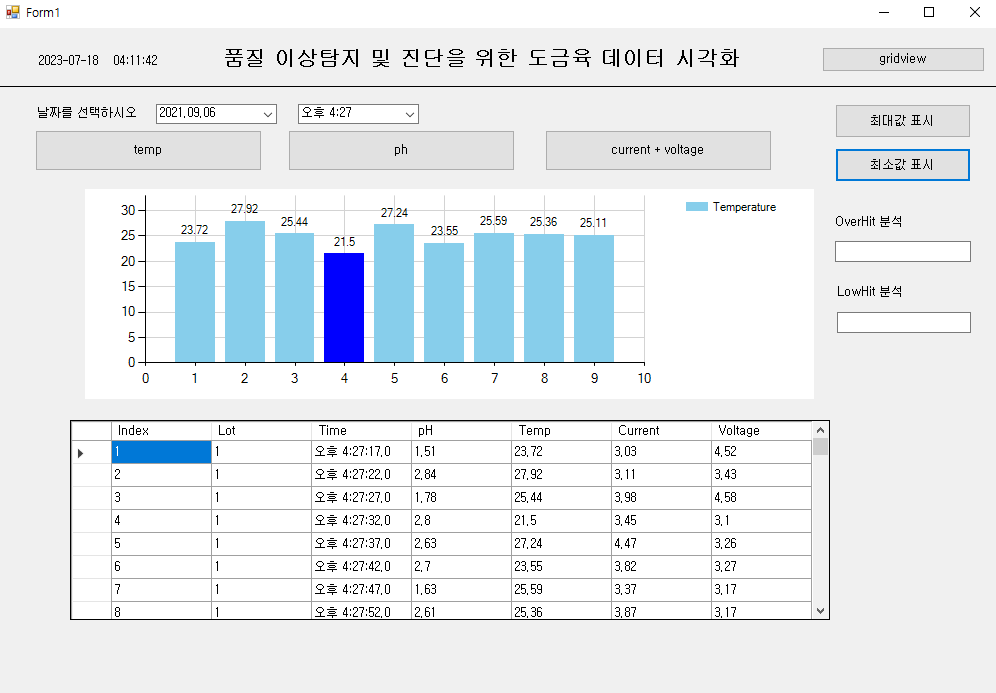 Form1
2023-07-18 04:11:42
품질 이상탐지 및 진단을 위한 도금육 데이터 시각화
gridview
날짜를 선택하시오 2021.09.06 오후 4:27
최대값 표시
temp ph current + voltage
최소값 표시
Temperature
30 25 20 15 10 5 0
23.72 27.92 25.44 21.5 27.24 23.55 25.59 25.36 25.11
0 1 2 3 4 5 6 7 8 9 10
OverHit 분석
LowHit 분석
Index Lot Time pH Temp Current Voltage
1 1 오후 4:27:17.0 1.51 23.72 3.03 4.52
2 1 오후 4:27:22.0 2.84 27.92 3.11 3.43
3 1 오후 4:27:27.0 1.78 25.44 3.98 4.58
4 1 오후 4:27:32.0 2.8 21.5 3.45 3.1
5 1 오후 4:27:37.0 2.63 27.24 4.47 3.26
6 1 오후 4:27:42.0 2.7 23.55 3.82 3.27
7 1 오후 4:27:47.0 1.63 25.59 3.37 3.17
8 1 오후 4:27:52.0 2.61 25.36 3.87 3.17